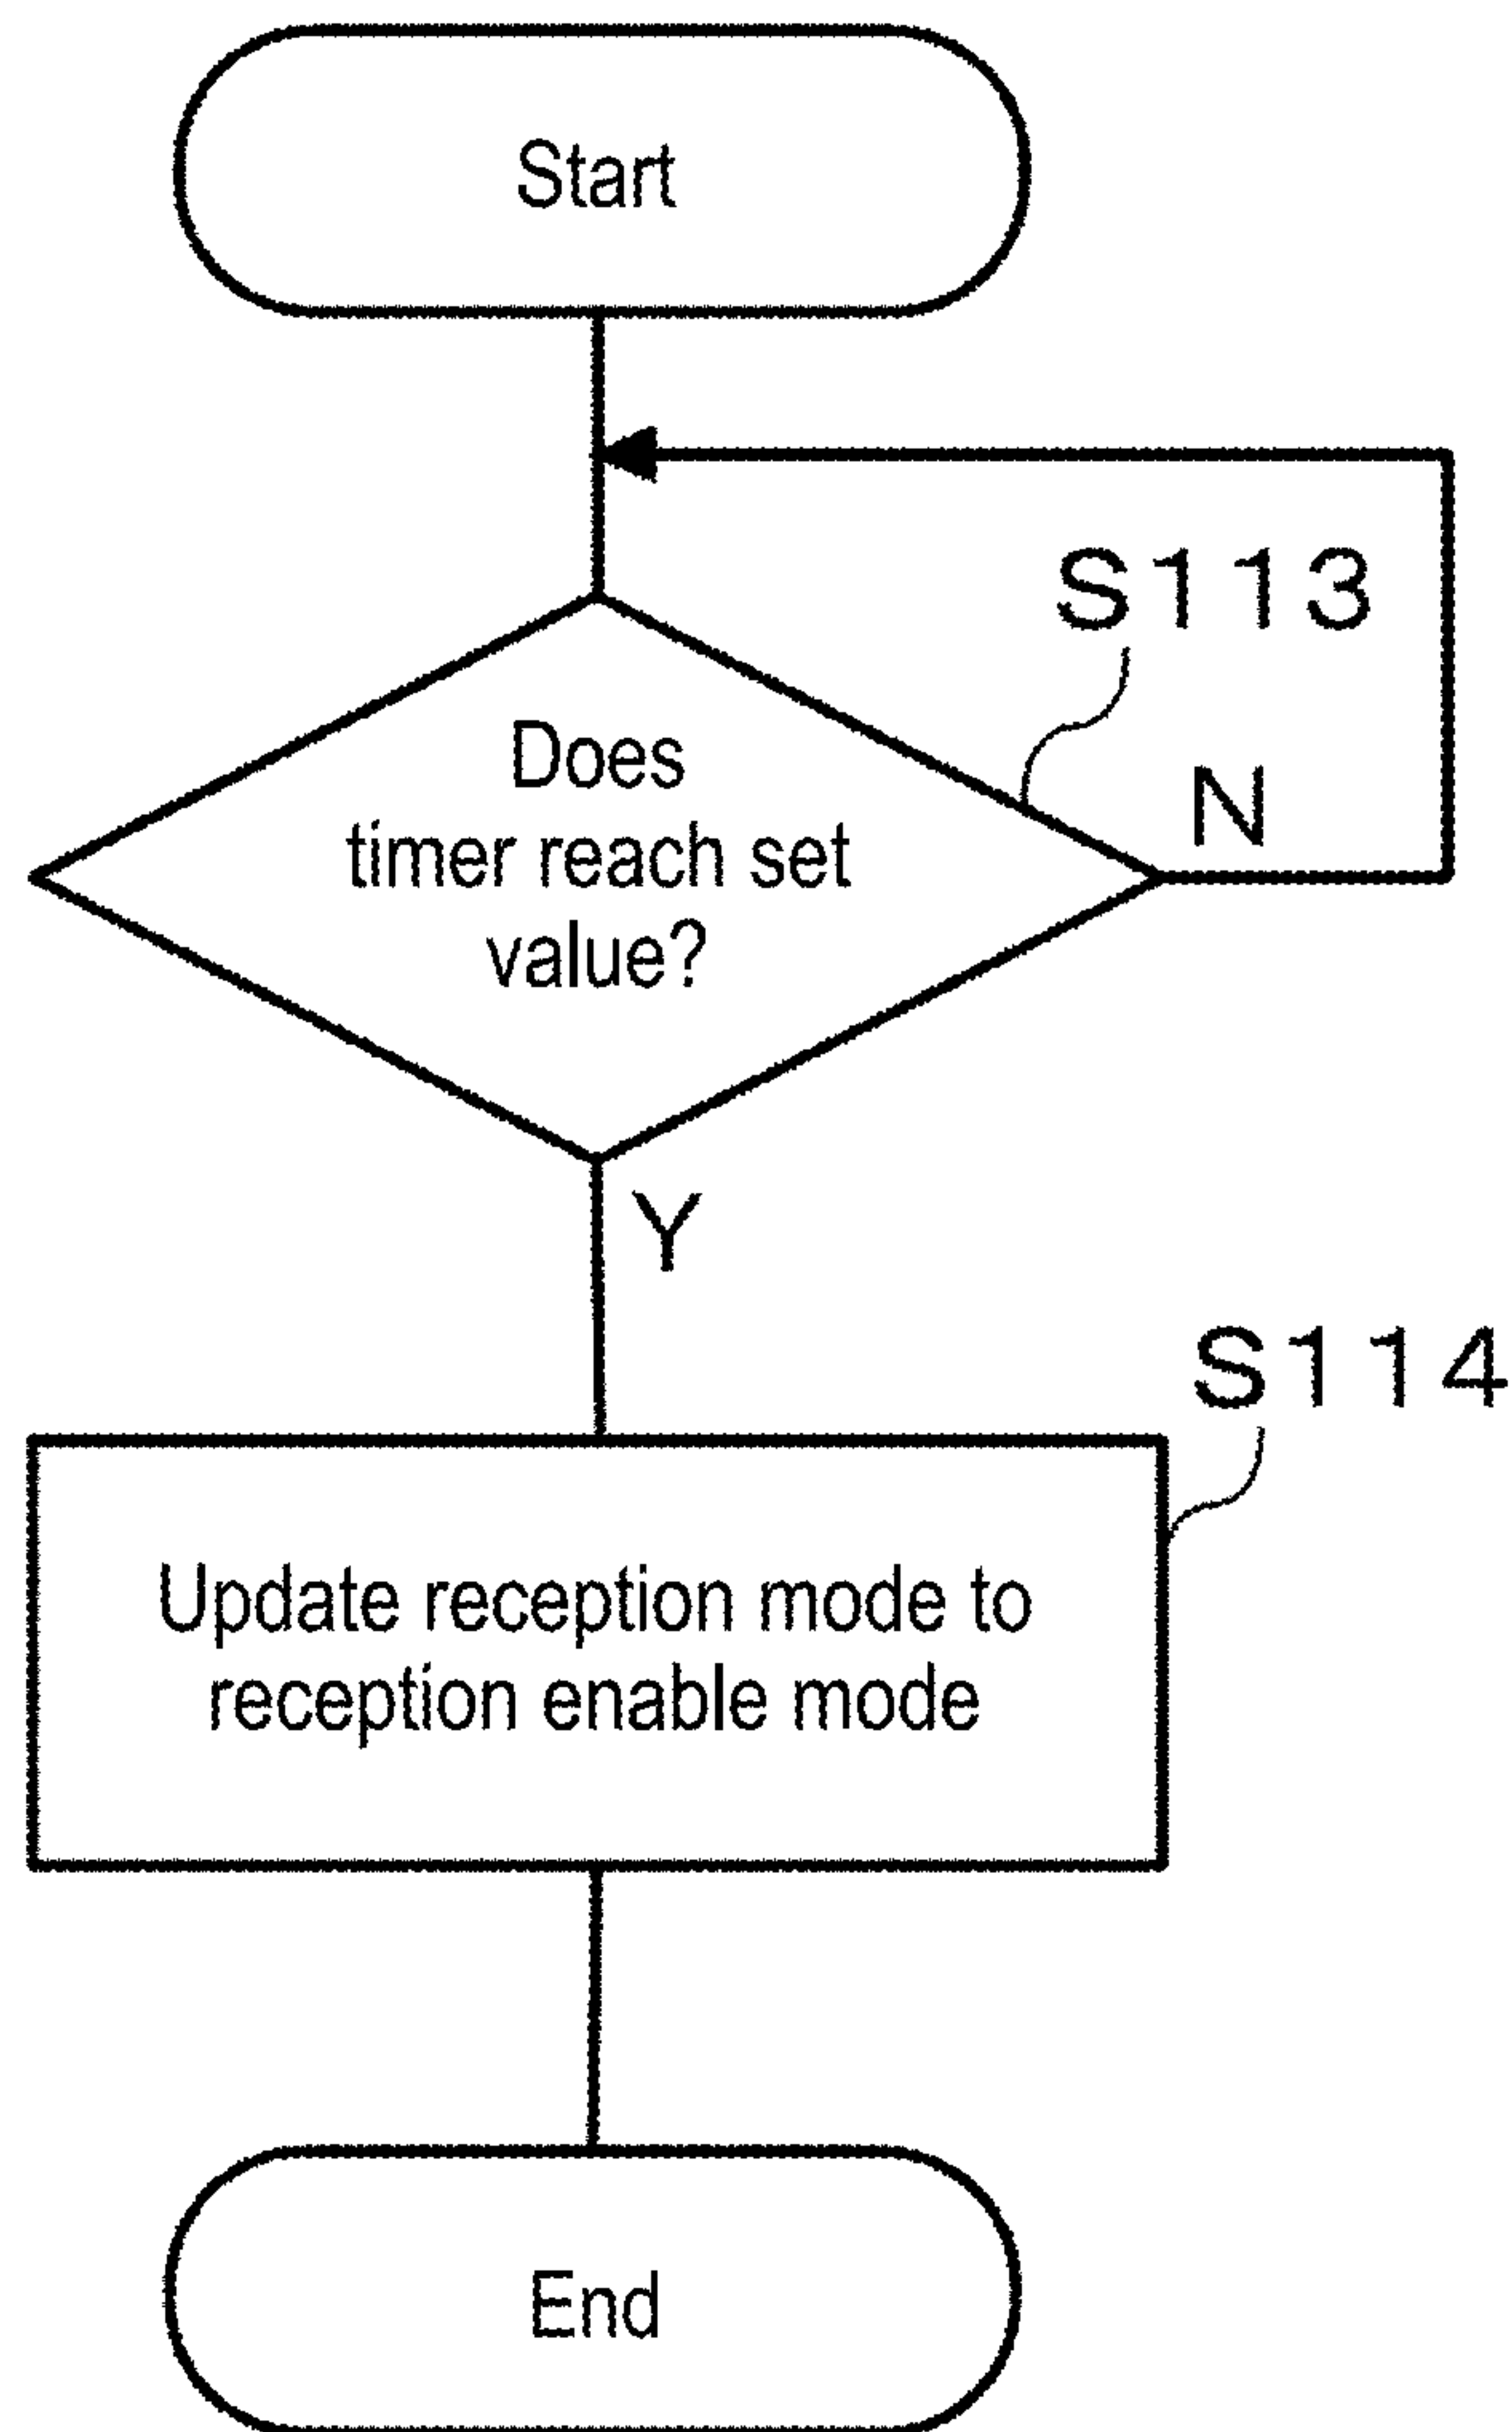 Start
S113
Does
timer reach set
value?
N
Y
S114
Update reception mode to
reception enable mode
End